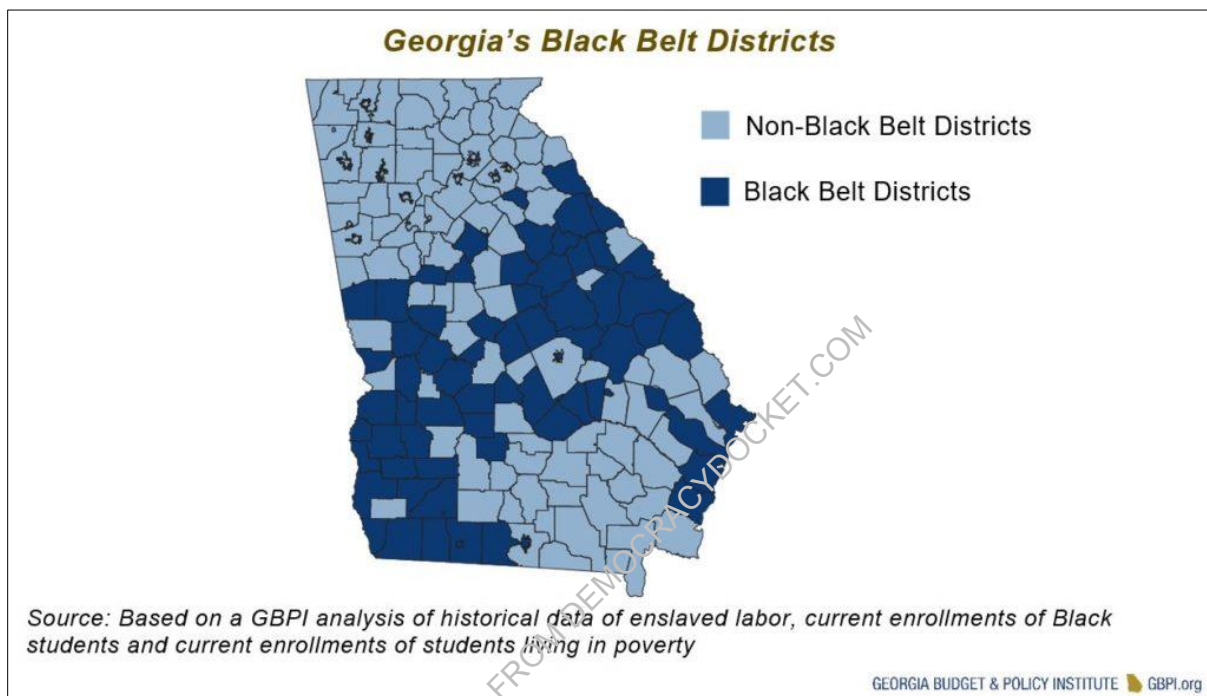 Georgia's Black Belt Districts
Non-Black Belt Districts
Black Belt Districts
FROM DEMOCRACYDOCKET.COM
Source: Based on a GBPI analysis of historical data of enslaved labor, current enrollments of Black
students and current enrollments of students living in poverty
GEORGIA BUDGET & POLICY INSTITUTE GBPI.org